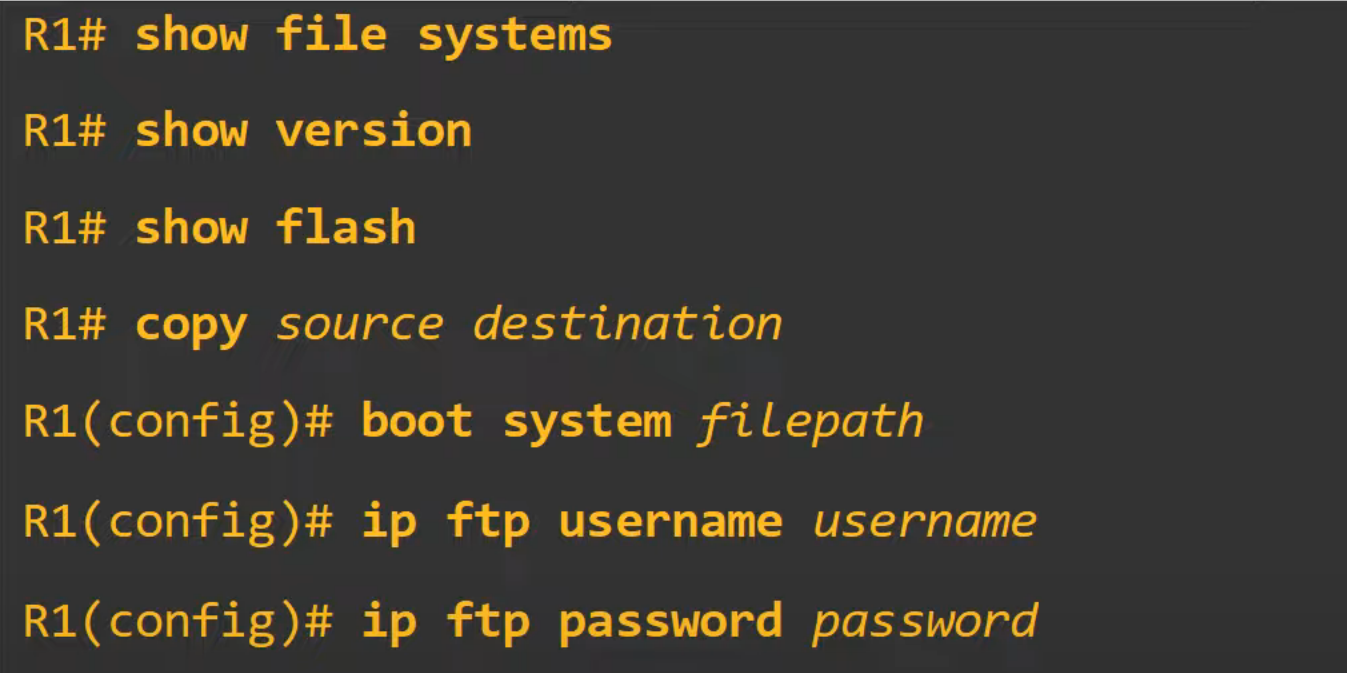 R1# show file systems
R1# show version
R1# show flash
R1# copy source destination
R1(config)# boot system filepath
R1(config)# ip ftp username username
R1(config)# ip ftp password password